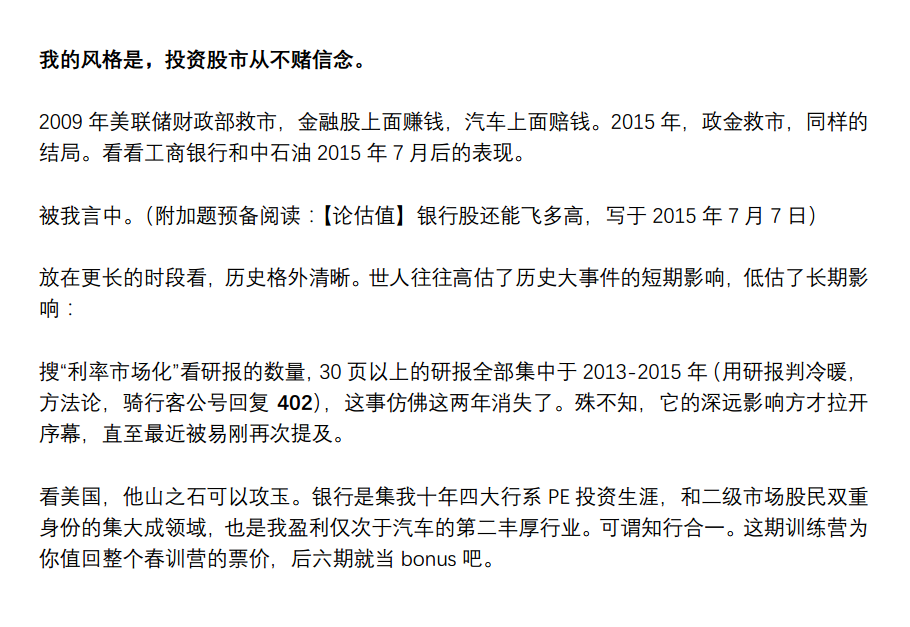 我的风格是，投资股市从不赌信念。
2009 年美联储财政部救市，金融股上面赚钱，汽车上面赔钱。2015 年，政金救市，同样的
结局。看看工商银行和中石油 2015 年 7 月后的表现。
被我言中。（附加题预备阅读：【论估值】银行股还能飞多高，写于 2015 年 7 月 7 日）
放在更长的时段看，历史格外清晰。世人往往高估了历史大事件的短期影响，低估了长期影
响：
搜“利率市场化”看研报的数量，30 页以上的研报全部集中于 2013-2015 年（用研报判冷暖，
方法论，骑行客公号回复 402），这事仿佛这两年消失了。殊不知，它的深远影响方才拉开
序幕，直至最近被易刚再次提及。
看美国，他山之石可以攻玉。银行是集我十年四大行系 PE 投资生涯，和二级市场股民双重
身份的集大成领域，也是我盈利仅次于汽车的第二丰厚行业。可谓知行合一。这期训练营为
你值回整个春训营的票价，后六期就当 bonus 吧。